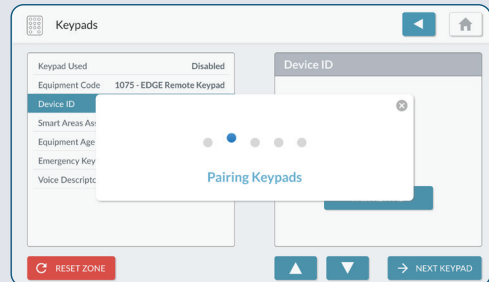 Keypads
Keypad Used Disabled
Equipment Code 1075 - EDGE Remote Keypad
Device ID
Device ID
Smart Areas Ass
Equipment Age
Emergency Key
Voice Descripto
Pairing Keypads
RESET ZONE
NEXT KEYPAD